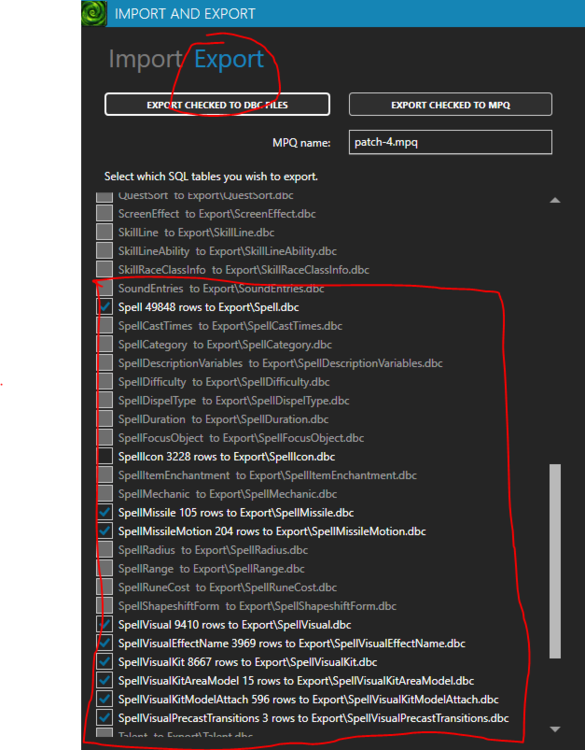 IMPORT AND EXPORT
Import Export
EXPORT CHECKED TO DBC FILES EXPORT CHECKED TO MPQ
MPQ name: patch-4.mpq
Select which SQL tables you wish to export.
QuestSort to Export\QuestSort.dbc
ScreenEffect to Export\ScreenEffect.dbc
SkillLine to Export\SkillLine.dbc
SkillLineAbility to Export\SkillLineAbility.dbc
SkillRaceClassInfo to Export\SkillRaceClassInfo.dbc
SoundEntries to Export\SoundEntries.dbc
Spell 49848 rows to Export\Spell.dbc
SpellCastTimes to Export\SpellCastTimes.dbc
SpellCategory to Export\SpellCategory.dbc
SpellDescriptionVariables to Export\SpellDescriptionVariables.dbc
SpellDifficulty to Export\SpellDifficulty.dbc
SpellDispelType to Export\SpellDispelType.dbc
SpellDuration to Export\SpellDuration.dbc
SpellFocusObject to Export\SpellFocusObject.dbc
SpellIcon 3228 rows to Export\SpellIcon.dbc
SpellItemEnchantment to Export\SpellItemEnchantment.dbc
SpellMechanic to Export\SpellMechanic.dbc
SpellMissile 105 rows to Export\SpellMissile.dbc
SpellMissileMotion 204 rows to Export\SpellMissileMotion.dbc
SpellRadius to Export\SpellRadius.dbc
SpellRange to Export\SpellRange.dbc
SpellRuneCost to Export\SpellRuneCost.dbc
SpellShapeshiftForm to Export\SpellShapeshiftForm.dbc
SpellVisual 9410 rows to Export\SpellVisual.dbc
SpellVisualEffectName 3969 rows to Export\SpellVisualEffectName.dbc
SpellVisualKit 8667 rows to Export\SpellVisualKit.dbc
SpellVisualKitAreaModel 15 rows to Export\SpellVisualKitAreaModel.dbc
SpellVisualKitModelAttach 596 rows to Export\SpellVisualKitModelAttach.dbc
SpellVisualPrecastTransitions 3 rows to Export\SpellVisualPrecastTransitions.dbc
Talent to Export\Talent.dbc